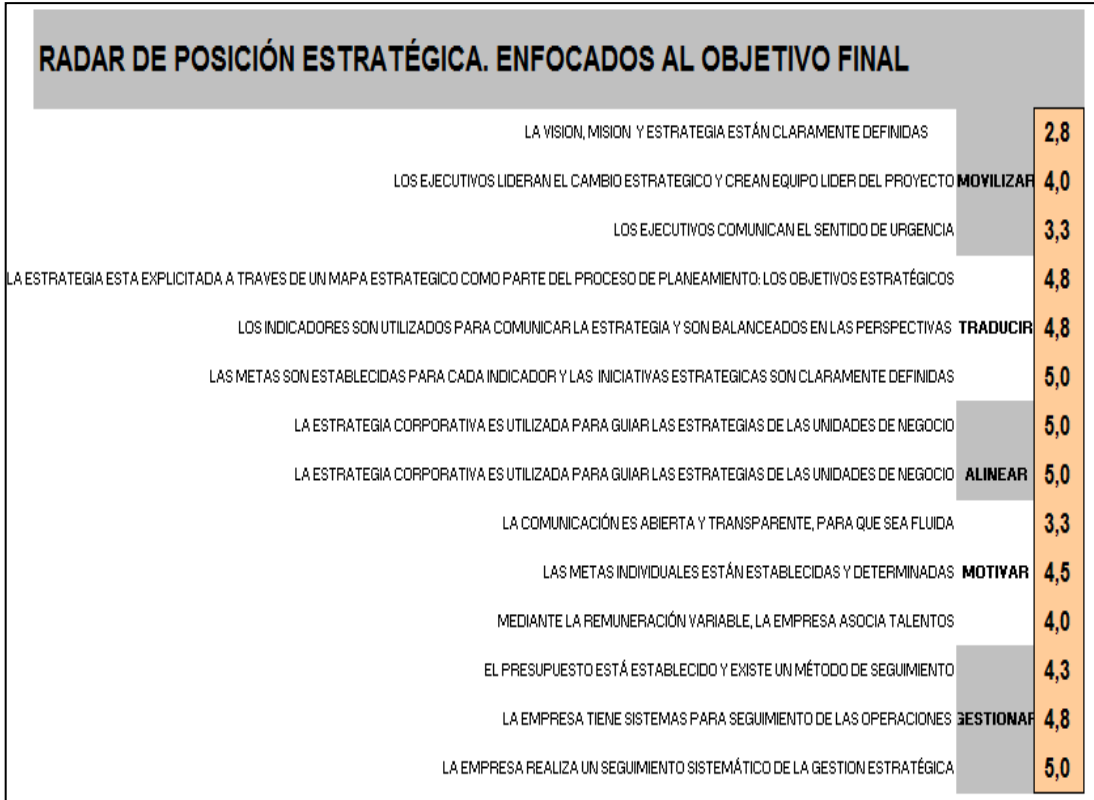 RADAR DE POSICIÓN ESTRATÉGICA. ENFOCADOS AL OBJETIVO FINAL
LA VISION, MISION Y ESTRATEGIA ESTÁN CLARAMENTE DEFINIDAS 2,8
LOS EJECUTIVOS LIDERAN EL CAMBIO ESTRATEGICO Y CREAN EQUIPO LIDER DEL PROYECTO MOVILIZAR 4,0
LOS EJECUTIVOS COMUNICAN EL SENTIDO DE URGENCIA 3,3
LA ESTRATEGIA ESTA EXPLICITADA A TRAVES DE UN MAPA ESTRATEGICO COMO PARTE DEL PROCESO DE PLANEAMIENTO: LOS OBJETIVOS ESTRATÉGICOS 4,8
LOS INDICADORES SON UTILIZADOS PARA COMUNICAR LA ESTRATEGIA Y SON BALANCEADOS EN LAS PERSPECTIVAS TRADUCIR 4,8
LAS METAS SON ESTABLECIDAS PARA CADA INDICADOR Y LAS INICIATIVAS ESTRATEGICAS SON CLARAMENTE DEFINIDAS 5,0
LA ESTRATEGIA CORPORATIVA ES UTILIZADA PARA GUIAR LAS ESTRATEGIAS DE LAS UNIDADES DE NEGOCIO 5,0
LA ESTRATEGIA CORPORATIVA ES UTILIZADA PARA GUIAR LAS ESTRATEGIAS DE LAS UNIDADES DE NEGOCIO ALINEAR 5,0
LA COMUNICACIÓN ES ABIERTA Y TRANSPARENTE, PARA QUE SEA FLUIDA 3,3
LAS METAS INDIVIDUALES ESTÁN ESTABLECIDAS Y DETERMINADAS MOTIVAR 4,5
MEDIANTE LA REMUNERACIÓN VARIABLE, LA EMPRESA ASOCIA TALENTOS 4,0
EL PRESUPUESTO ESTÁ ESTABLECIDO Y EXISTE UN MÉTODO DE SEGUIMIENTO 4,3
LA EMPRESA TIENE SISTEMAS PARA SEGUIMIENTO DE LAS OPERACIONES GESTIONAR 4,8
LA EMPRESA REALIZA UN SEGUIMIENTO SISTEMÁTICO DE LA GESTION ESTRATÉGICA 5,0